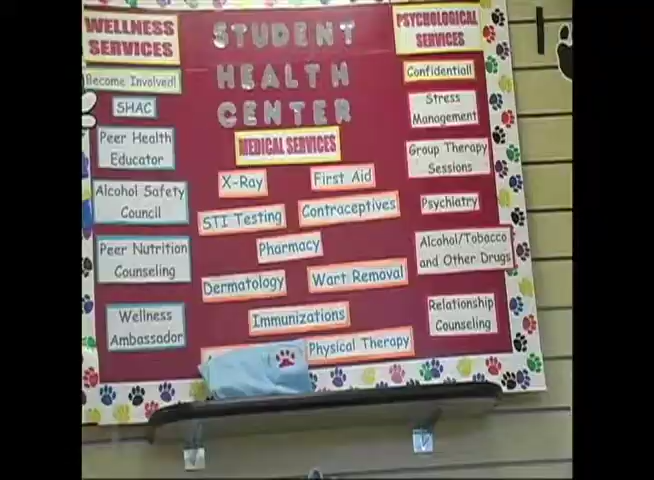 WELLNESS
SERVICES
Become Involved!
SHAC
Peer Health
Educator
Alcohol Safety
Council
Peer Nutrition
Counseling
Wellness
Ambassador
STUDENT
HEALTH
CENTER
MEDICAL SERVICES
X-Ray
First Aid
STI Testing
Contraceptives
Pharmacy
Dermatology
Wart Removal
Immunizations
Physical Therapy
PSYCHOLOGICAL
SERVICES
Confidential!
Stress
Management
Group Therapy
Sessions
Psychiatry
Alcohol/Tobacco
and Other Drugs
Relationship
Counseling